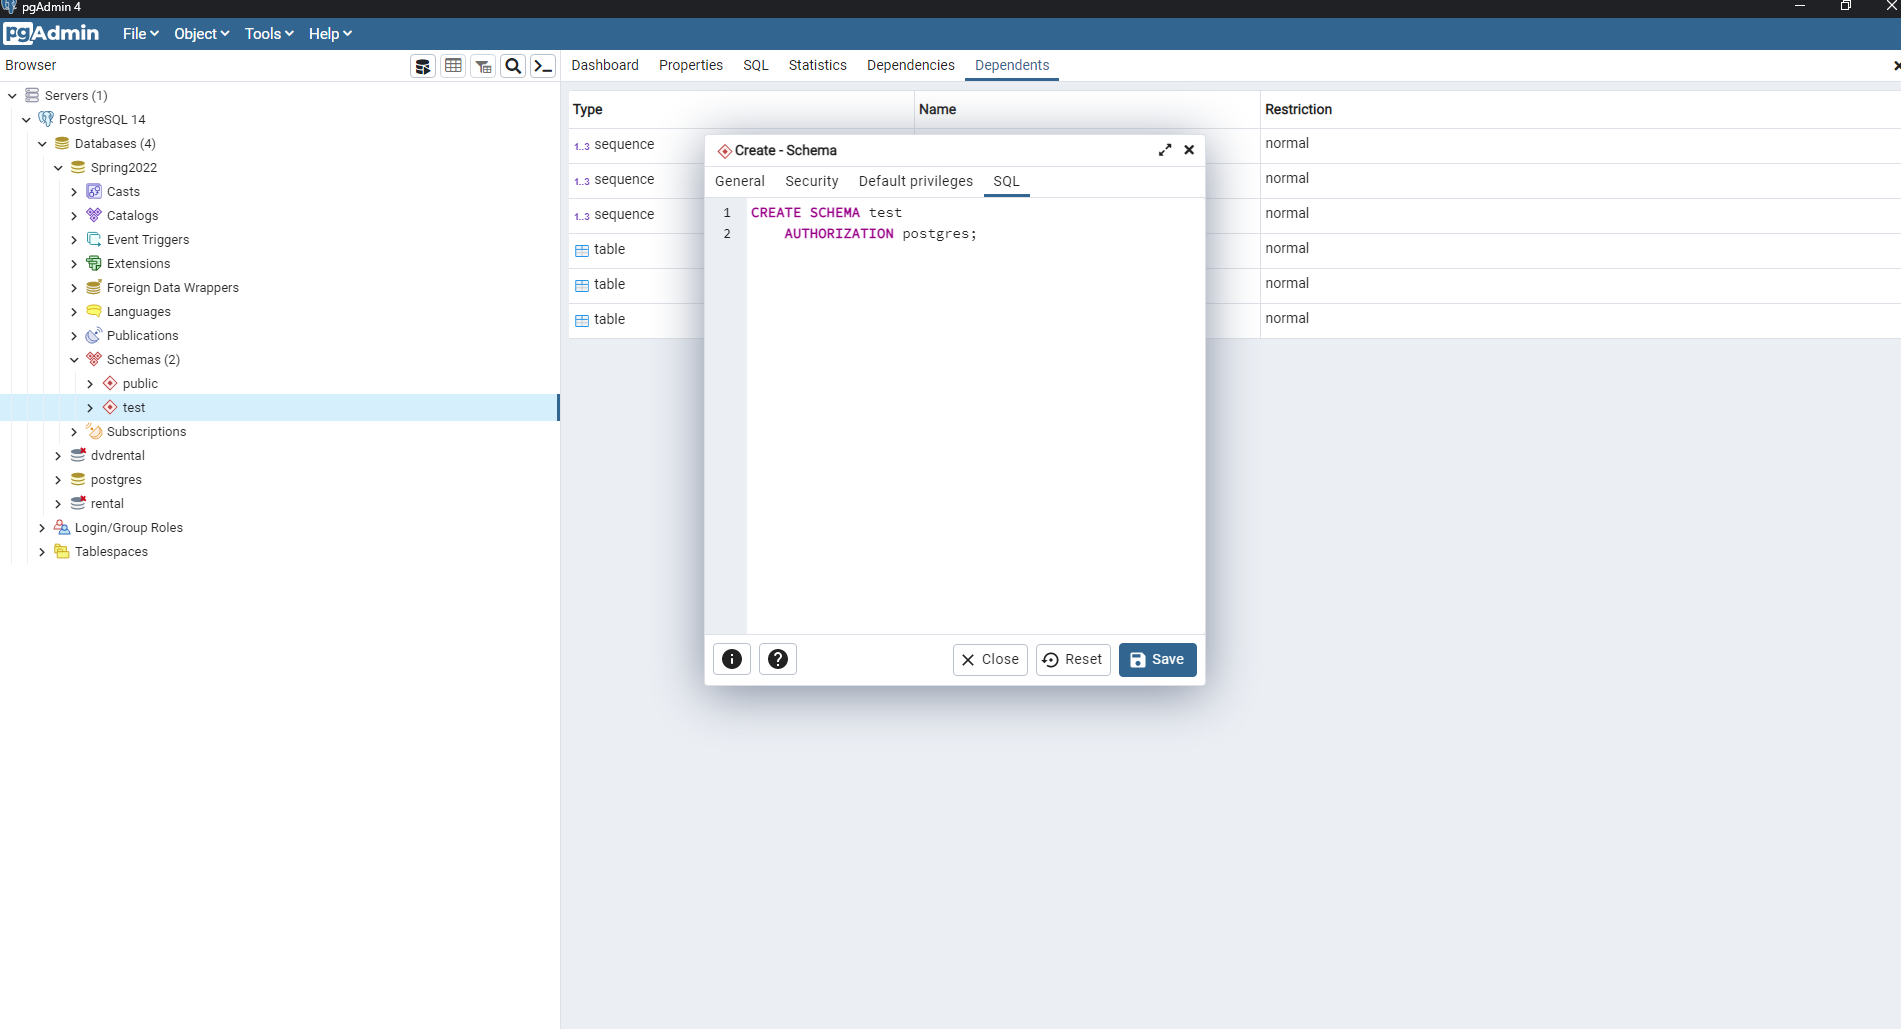 pgAdmin 4
pgAdmin File Object Tools Help
Browser
Dashboard Properties SQL Statistics Dependencies Dependents
Servers (1)
PostgreSQL 14
Databases (4)
Spring2022
Casts
Catalogs
Event Triggers
Extensions
Foreign Data Wrappers
Languages
Publications
Schemas (2)
public
test
Subscriptions
dvdrental
postgres
rental
Login/Group Roles
Tablespaces
Type Name Restriction
1..3 sequence normal
1..3 sequence normal
1..3 sequence normal
table normal
table normal
table normal
Create - Schema
General Security Default privileges SQL
1 CREATE SCHEMA test
2 AUTHORIZATION postgres;
Close Reset Save